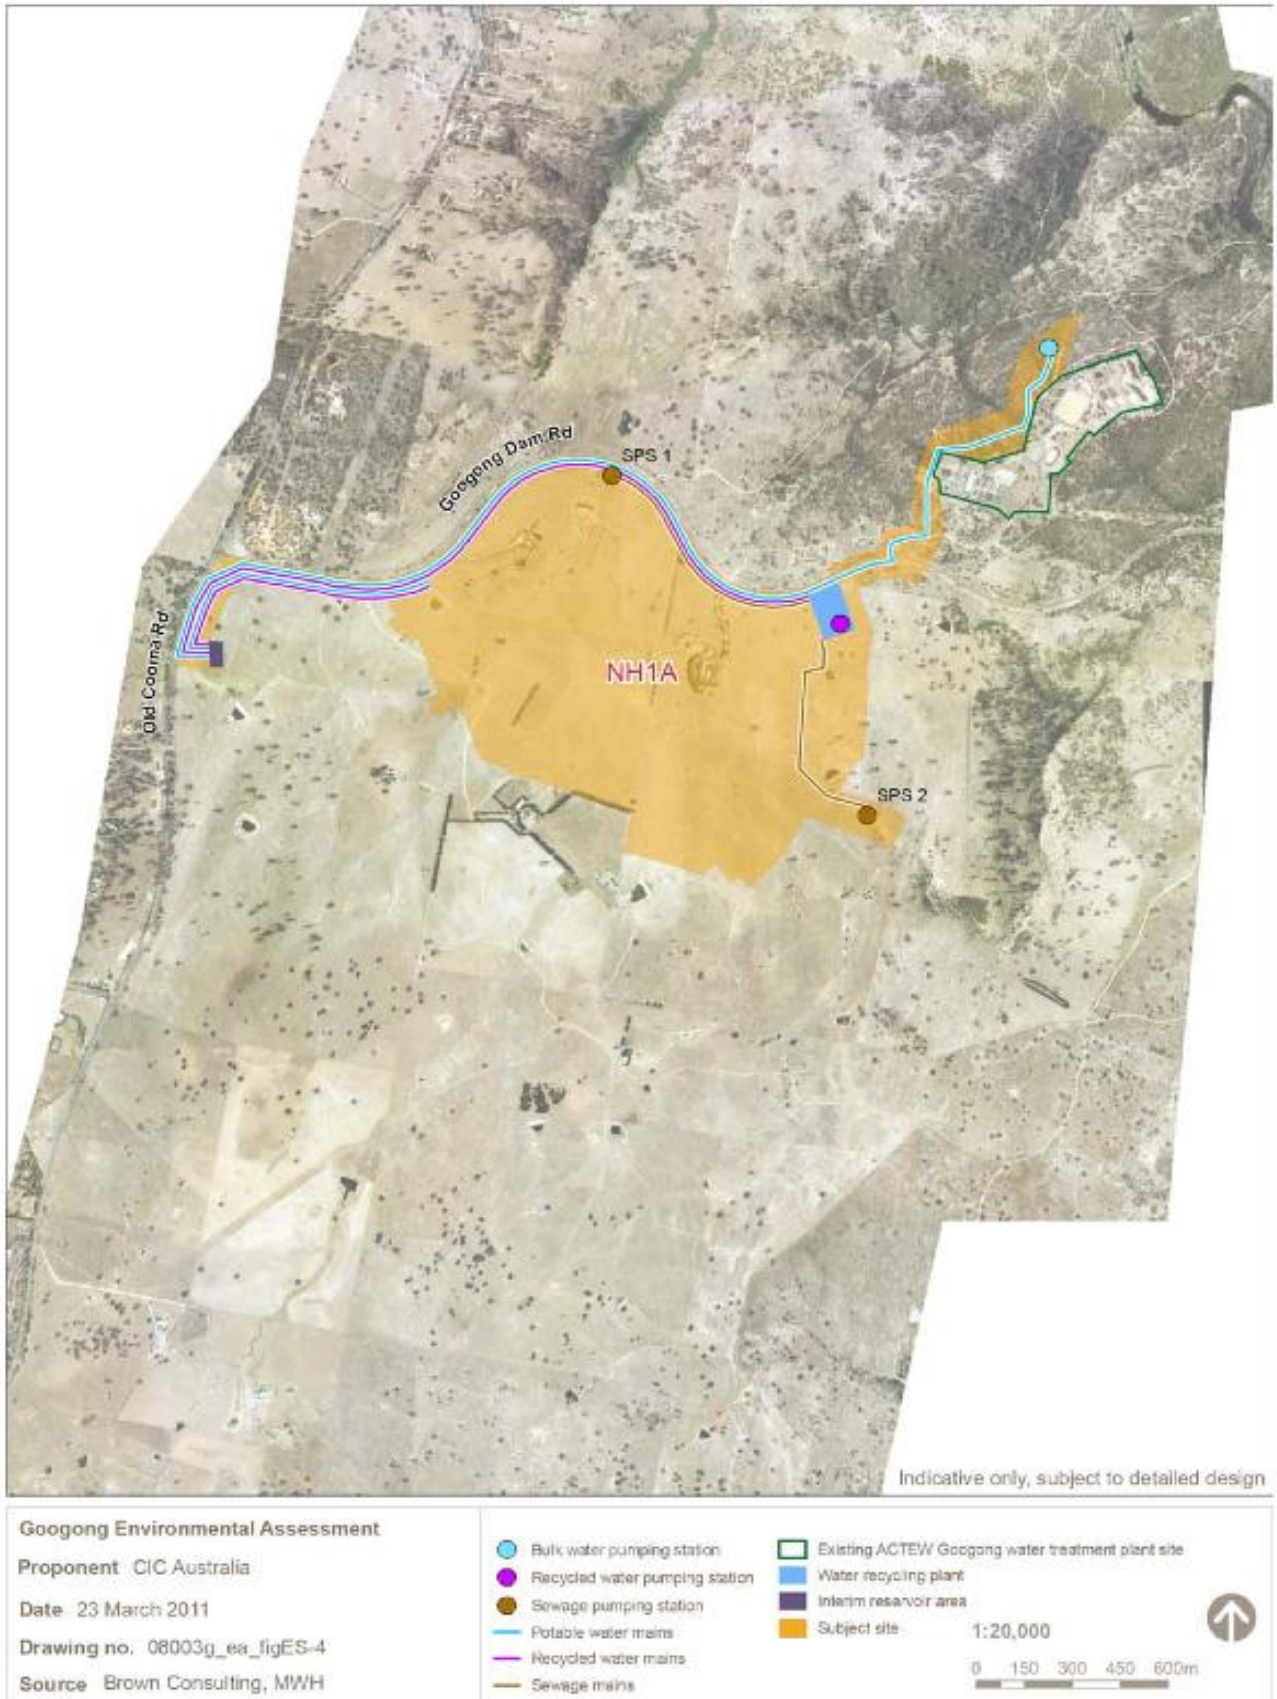 Googong Dam Rd
SPS 1
Old Cooma Rd
NH1A
SPS 2
Indicative only, subject to detailed design
Googong Environmental Assessment
Proponent CIC Australia
Date 23 March 2011
Drawing no. 08003g_ea_figES-4
Source Brown Consulting, MWH
Bulk water pumping station
Recycled water pumping station
Sewage pumping station
Potable water mains
Recycled water mains
Sewage mains
Existing ACTEW Googong water treatment plant site
Water recycling plant
Interim reservoir area
Subject site
1:20,000
0 150 300 450 600m